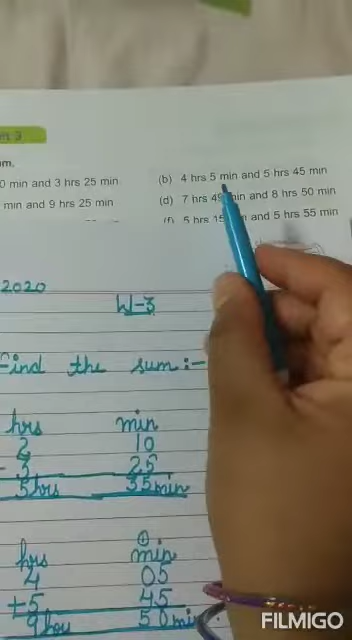 um.
0 min and 3 hrs 25 min
(b) 4 hrs 5 min and 5 hrs 45 min
min and 9 hrs 25 min
(d) 7 hrs 49 min and 8 hrs 50 min
(f) 5 hrs 15 and 5 hrs 55 min
2020
W-3
Find the sum:-
hrs min
2 10
- 3 25
5hrs 35min
hrs min
4 05
+5 45
9hrs 50min
FILMIGO